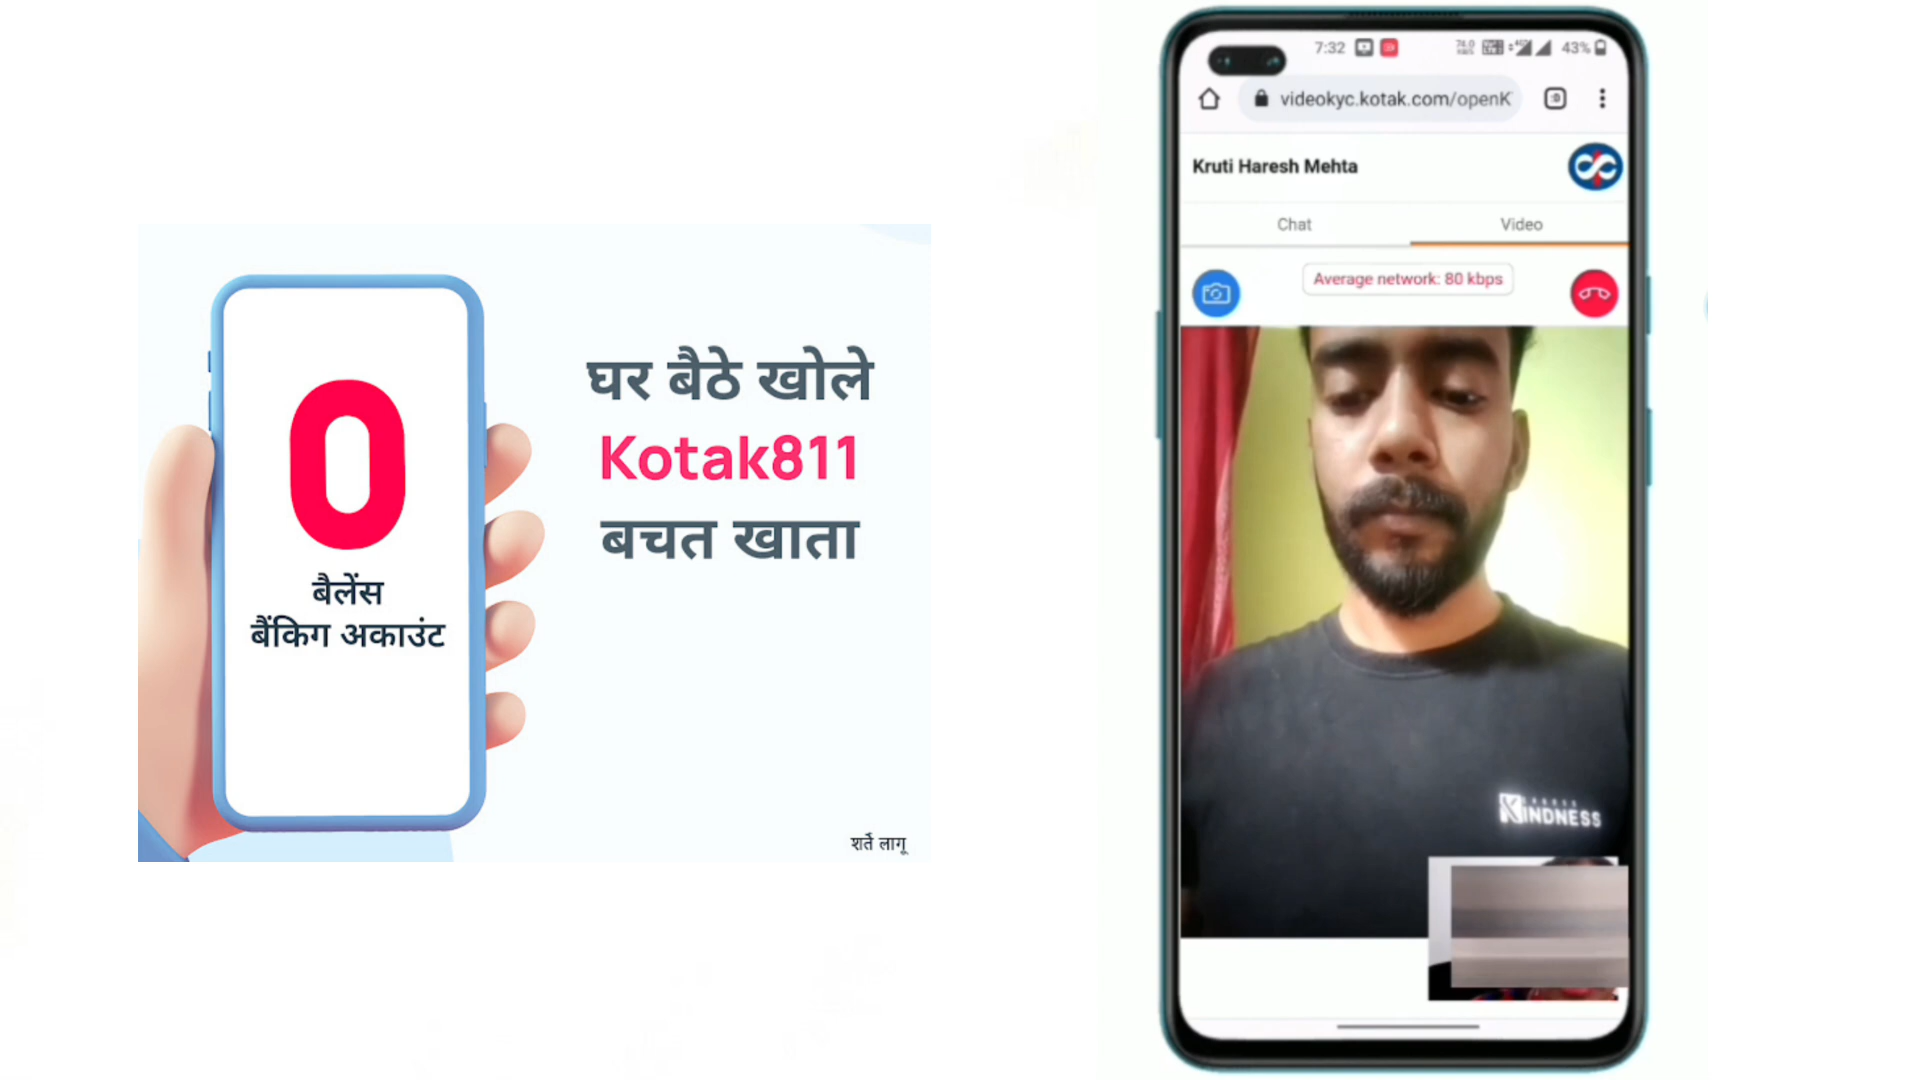 0
बैलेंस
बैंकिग अकाउंट
घर बैठे खोले
Kotak811
बचत खाता
शर्तें लागू
7:32
43%
videokyc.kotak.com/openK
Kruti Haresh Mehta
Chat
Video
Average network: 80 kbps
KINDNESS